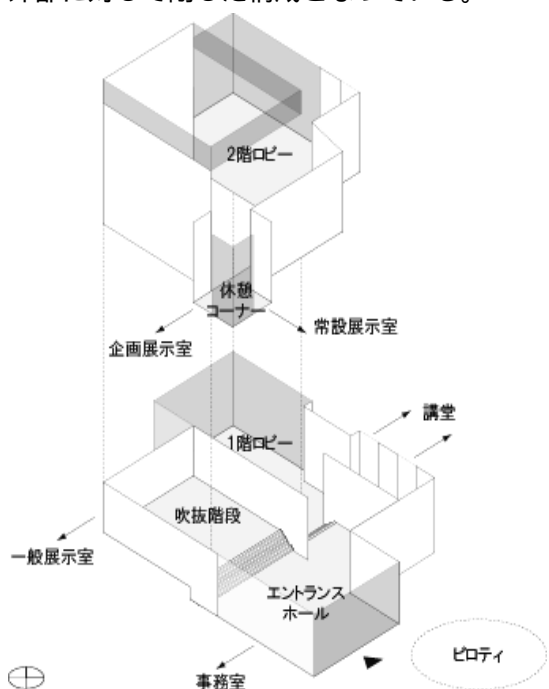 2階ロビー
休憩
コーナー
企画展示室
常設展示室
講堂
1階ロビー
吹抜階段
一般展示室
エントランス
ホール
ピロティ
事務室